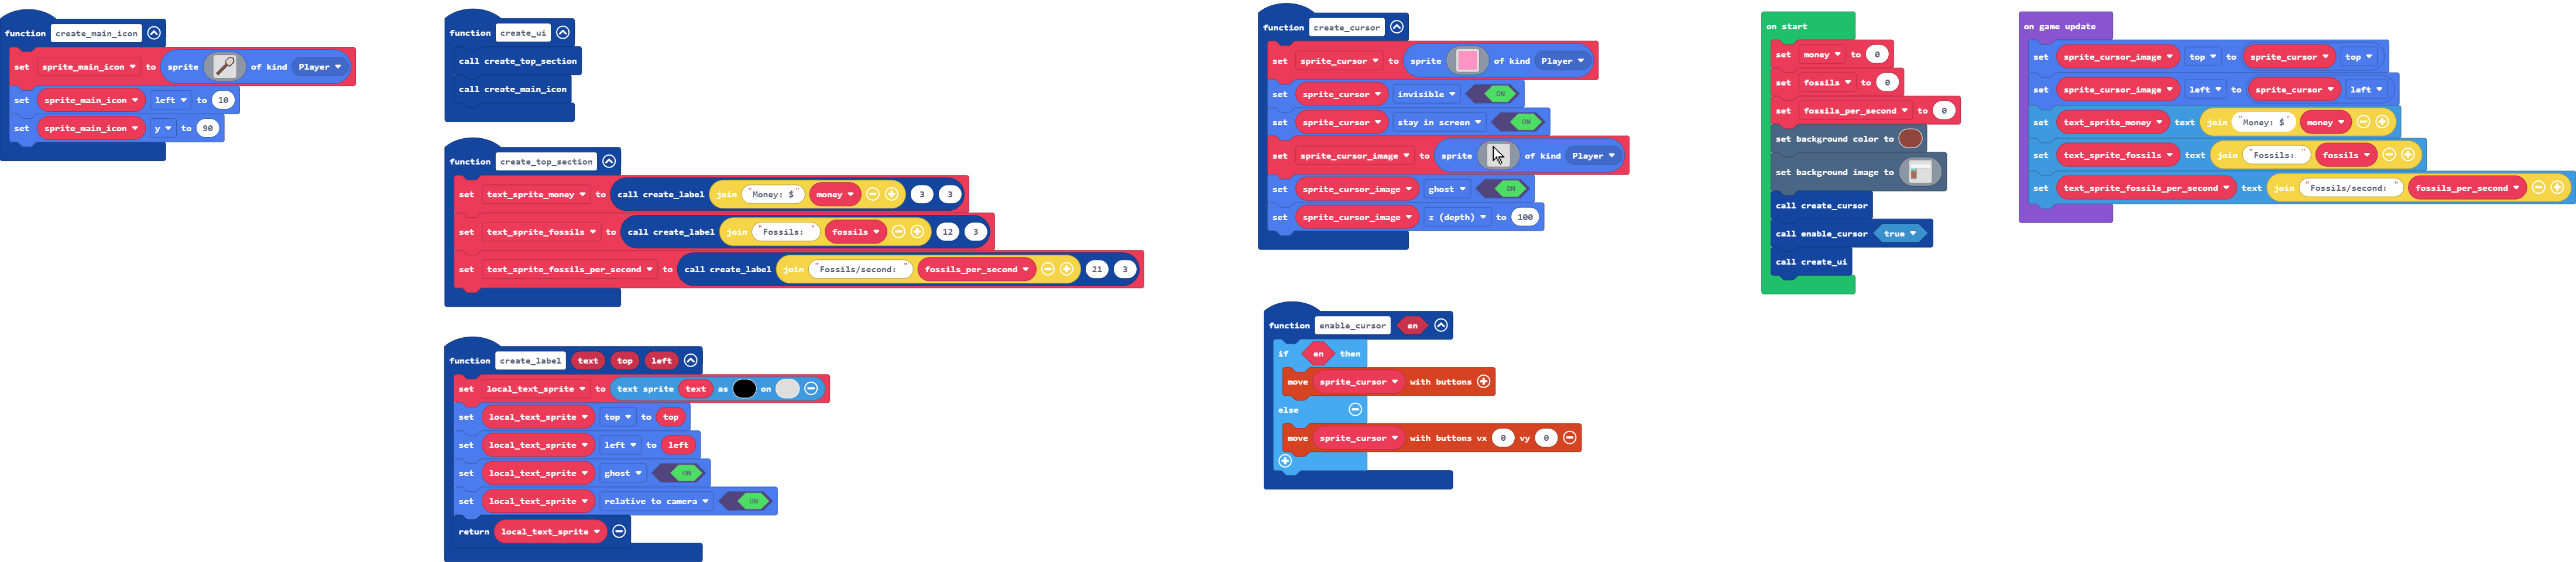 function create_main_icon
set sprite_main_icon to sprite of kind Player
set sprite_main_icon left to 10
set sprite_main_icon y to 90
function create_ui
call create_top_section
call create_main_icon
function create_top_section
set text_sprite_money to call create_label join "Money: $" money 3 3
set text_sprite_fossils to call create_label join "Fossils: " fossils 12 3
set text_sprite_fossils_per_second to call create_label join "Fossils/second: " fossils_per_second 21 3
function create_label text top left
set local_text_sprite to text sprite text as on
set local_text_sprite top to top
set local_text_sprite left to left
set local_text_sprite ghost ON
set local_text_sprite relative to camera ON
return local_text_sprite
function create_cursor
set sprite_cursor to sprite of kind Player
set sprite_cursor invisible ON
set sprite_cursor stay in screen ON
set sprite_cursor_image to sprite of kind Player
set sprite_cursor_image ghost ON
set sprite_cursor_image z (depth) to 100
function enable_cursor en
if en then
move sprite_cursor with buttons
else
move sprite_cursor with buttons vx 0 vy 0
on start
set money to 0
set fossils to 0
set fossils_per_second to 0
set background color to
set background image to
call create_cursor
call enable_cursor true
call create_ui
on game update
set sprite_cursor_image top to sprite_cursor top
set sprite_cursor_image left to sprite_cursor left
set text_sprite_money text join "Money: $" money
set text_sprite_fossils text join "Fossils: " fossils
set text_sprite_fossils_per_second text join "Fossils/second: " fossils_per_second